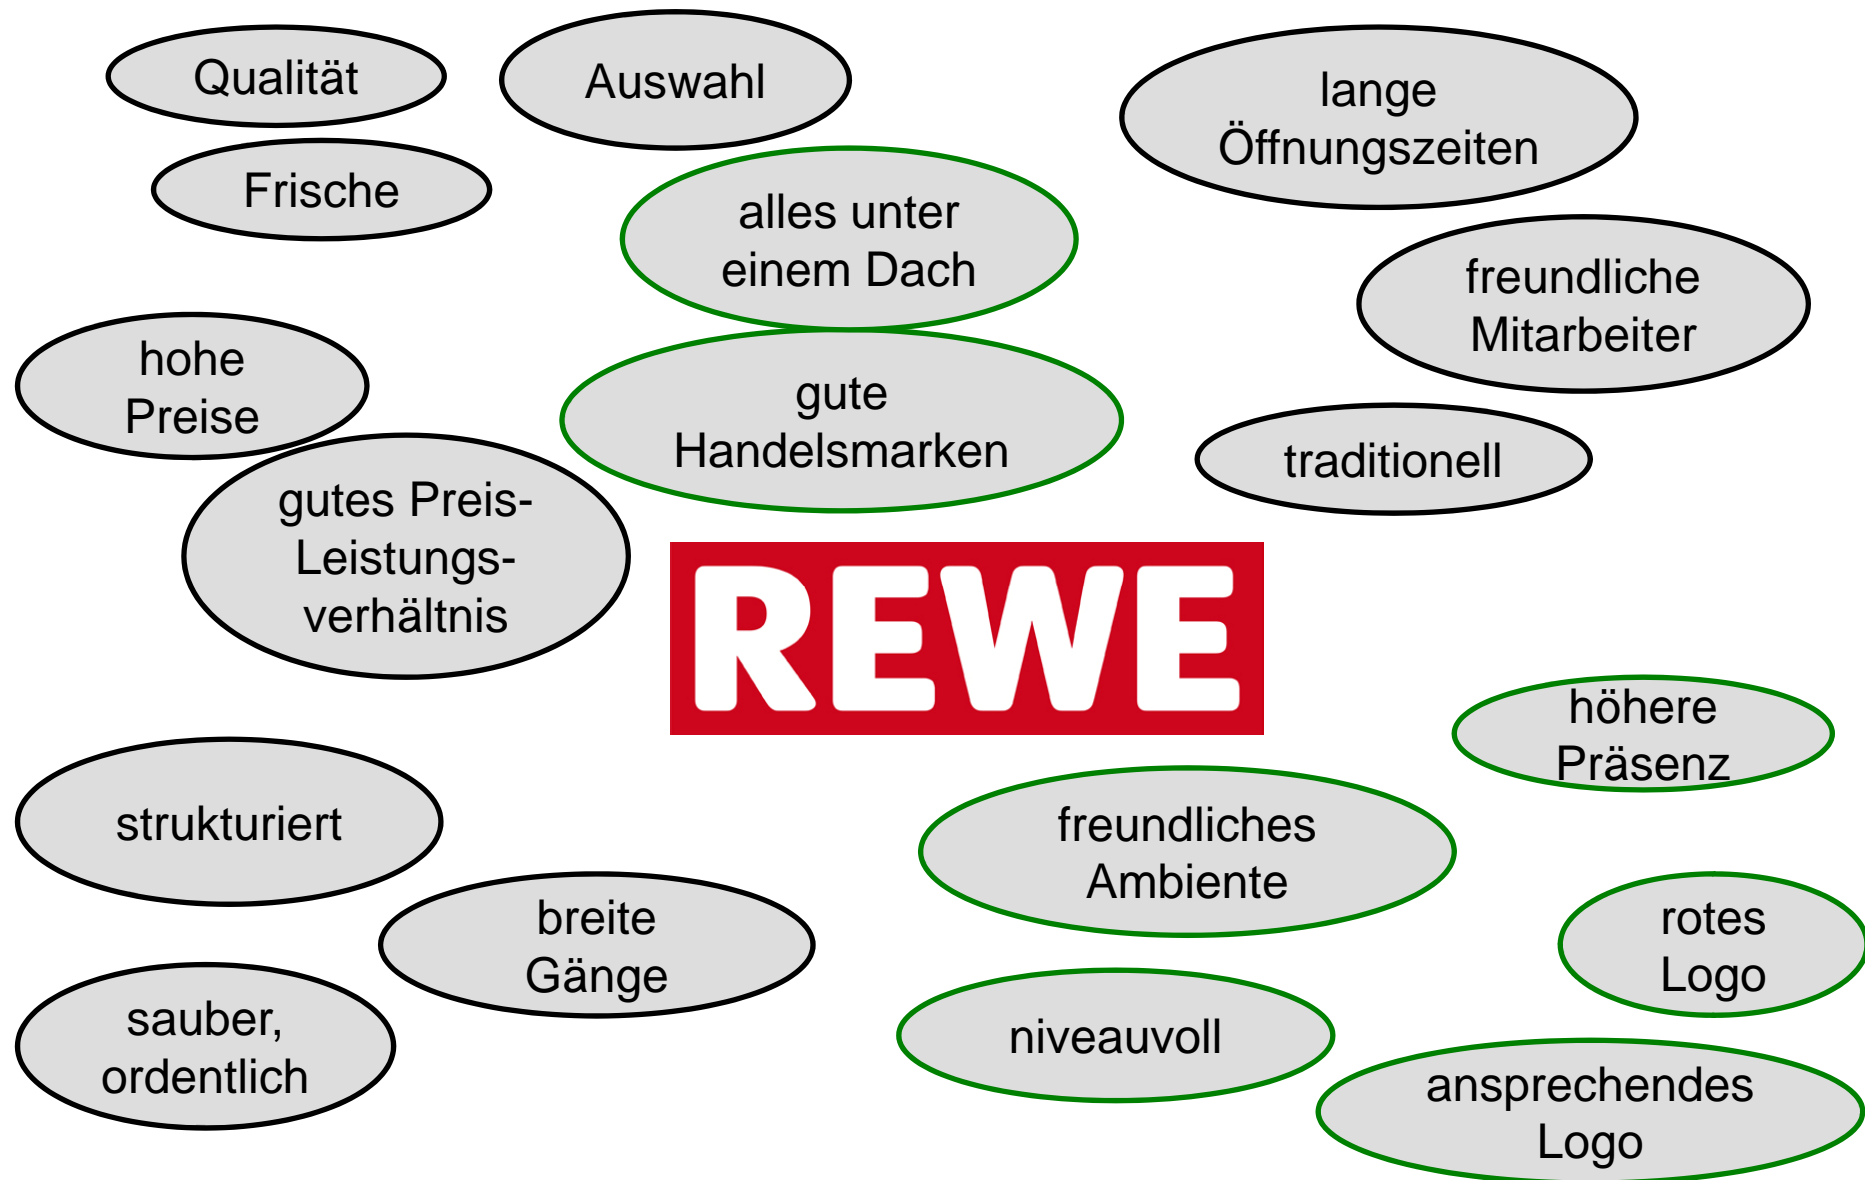 Qualität
Auswahl
lange
Öffnungszeiten
Frische
alles unter
einem Dach
freundliche
Mitarbeiter
hohe
Preise
gute
Handelsmarken
traditionell
gutes Preis-
Leistungs-
verhältnis
REWE
höhere
Präsenz
strukturiert
freundliches
Ambiente
breite
Gänge
rotes
Logo
sauber,
ordentlich
niveauvoll
ansprechendes
Logo